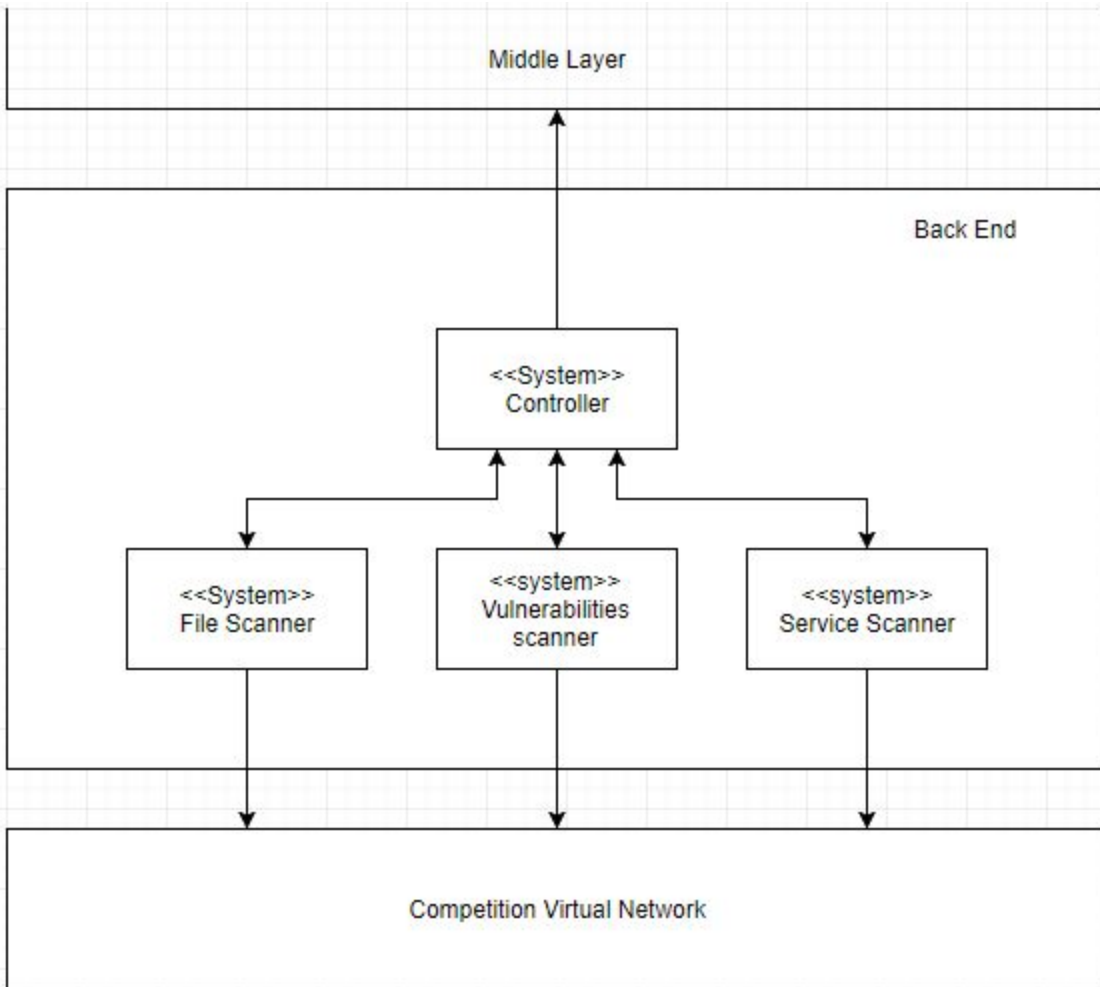 Middle Layer
Back End
<<System>>
Controller
<<System>>
File Scanner
<<system>>
Vulnerabilities
scanner
<<system>>
Service Scanner
Competition Virtual Network